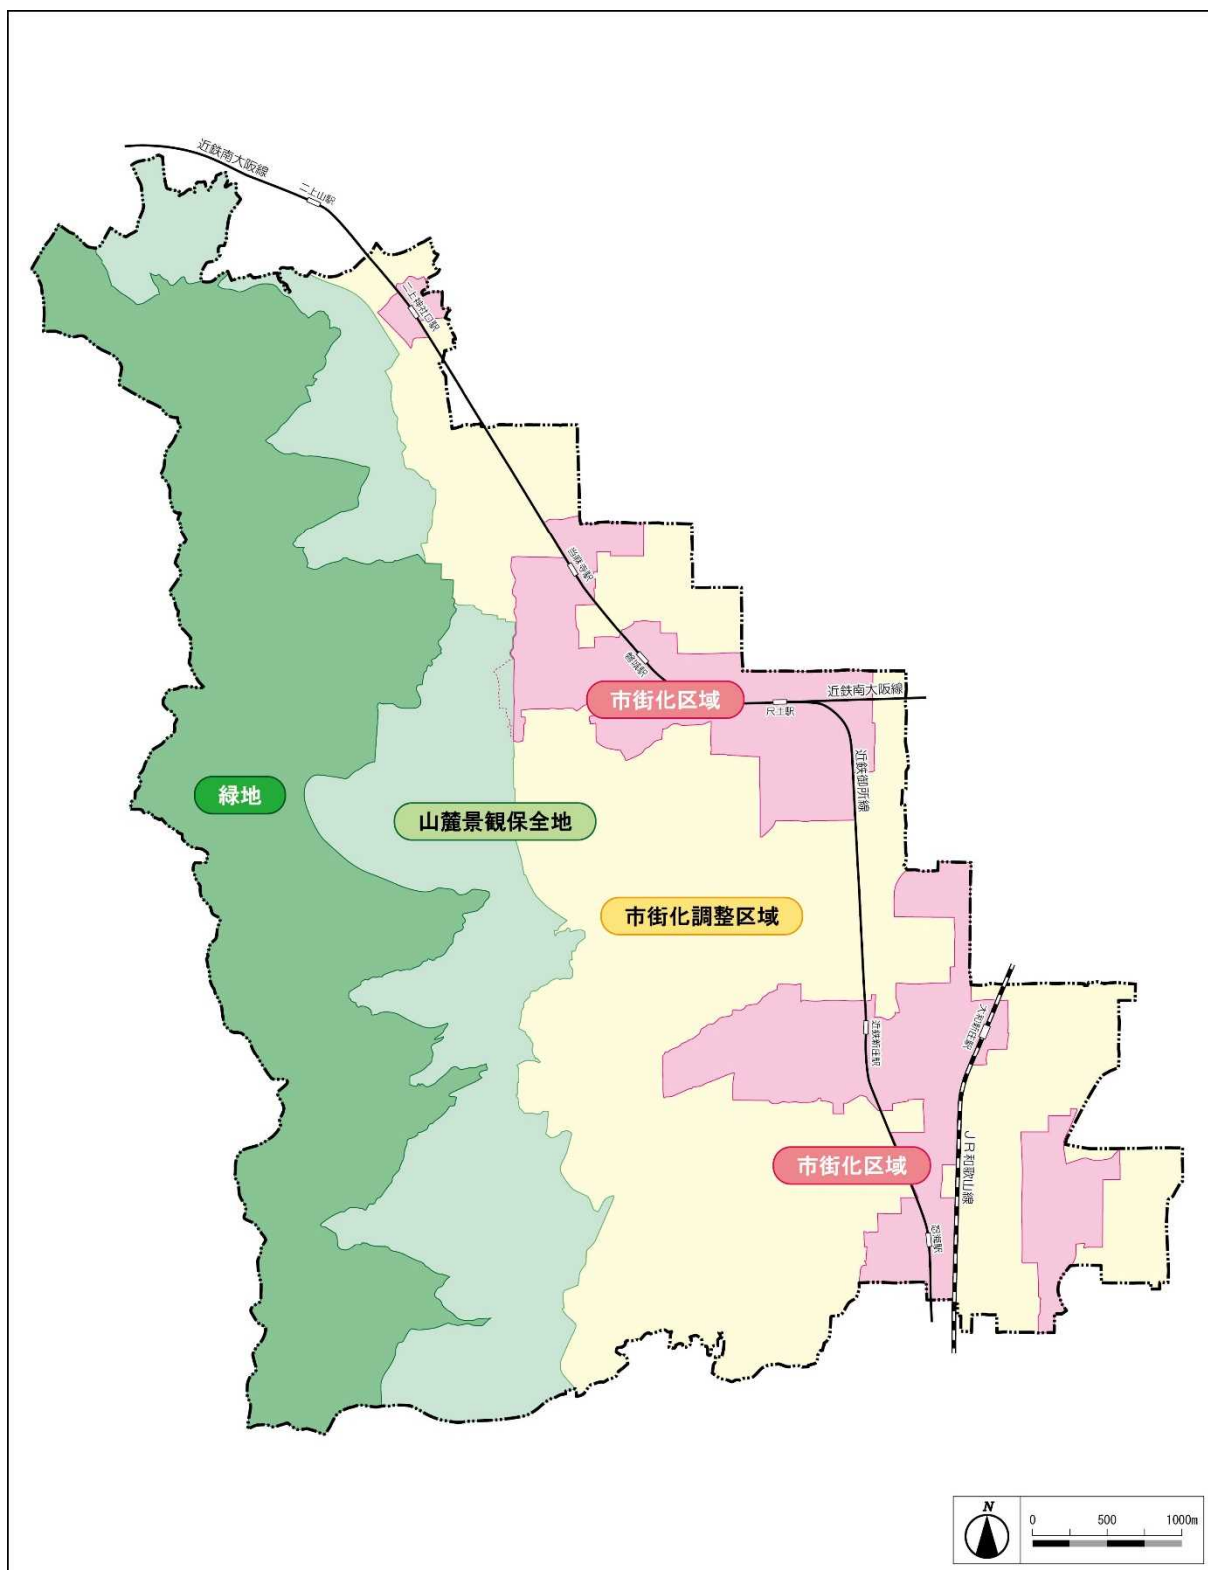 近鉄南大阪線
二上山駅
二上神社口駅
当麻寺駅
磐城駅
市街化区域
近鉄南大阪線
尺土駅
近鉄御所線
緑地
山麓景観保全地
市街化調整区域
大和新庄駅
近鉄新庄駅
市街化区域
JR和歌山線
忍海駅
N
0 500 1000m